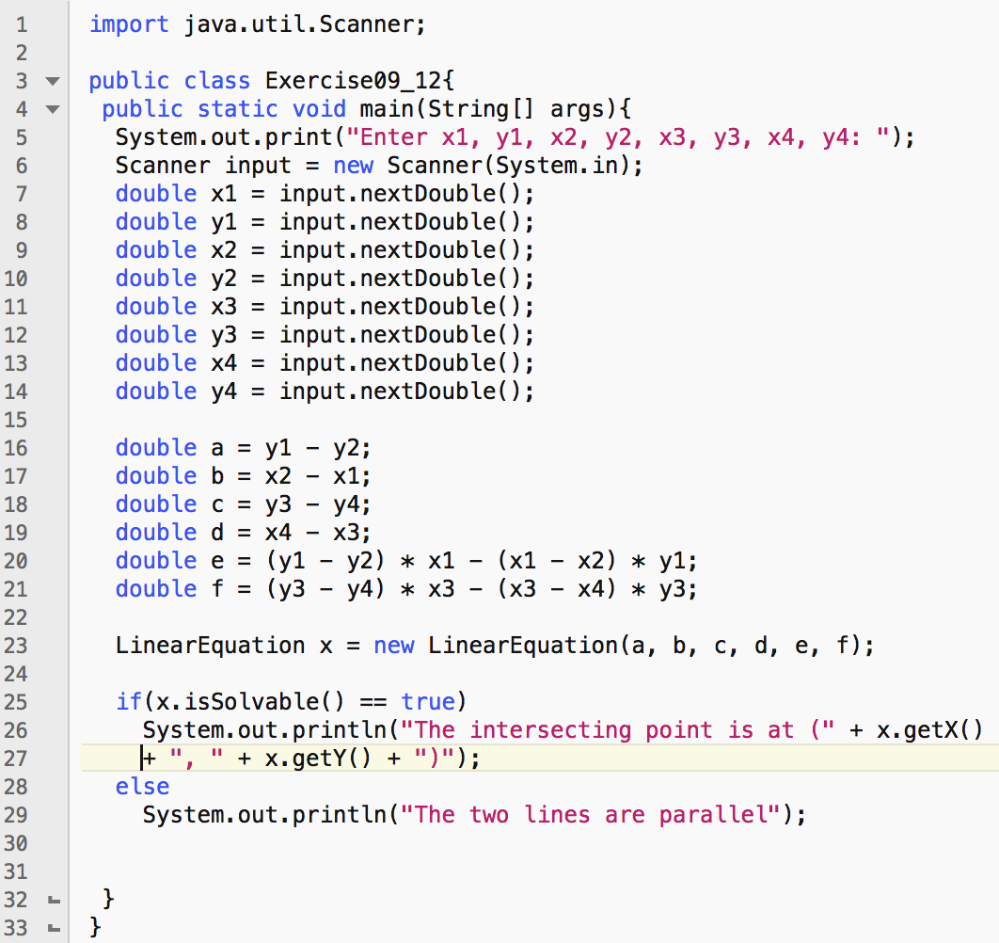 1 import java.util.Scanner;
2
3 public class Exercise09_12{
4 public static void main(String[] args){
5 System.out.print("Enter x1, y1, x2, y2, x3, y3, x4, y4: ");
6 Scanner input = new Scanner(System.in);
7 double x1 = input.nextDouble();
8 double y1 = input.nextDouble();
9 double x2 = input.nextDouble();
10 double y2 = input.nextDouble();
11 double x3 = input.nextDouble();
12 double y3 = input.nextDouble();
13 double x4 = input.nextDouble();
14 double y4 = input.nextDouble();
15
16 double a = y1 - y2;
17 double b = x2 - x1;
18 double c = y3 - y4;
19 double d = x4 - x3;
20 double e = (y1 - y2) * x1 - (x1 - x2) * y1;
21 double f = (y3 - y4) * x3 - (x3 - x4) * y3;
22
23 LinearEquation x = new LinearEquation(a, b, c, d, e, f);
24
25 if(x.isSolvable() == true)
26 System.out.println("The intersecting point is at (" + x.getX()
27 + ", " + x.getY() + ")");
28 else
29 System.out.println("The two lines are parallel");
30
31
32 }
33 }